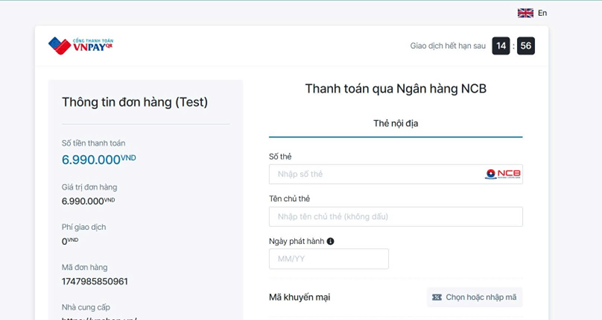 En
CỔNG THANH TOÁN
VNPAYQR
Giao dịch hết hạn sau 14 : 56
Thông tin đơn hàng (Test)
Số tiền thanh toán
6.990.000VND
Giá trị đơn hàng
6.990.000VND
Phí giao dịch
0VND
Mã đơn hàng
1747985850961
Nhà cung cấp
Thanh toán qua Ngân hàng NCB
Thẻ nội địa
Số thẻ
Nhập số thẻ
NCB
Tên chủ thẻ
Nhập tên chủ thẻ (không dấu)
Ngày phát hành
MM/YY
Mã khuyến mại
Chọn hoặc nhập mã